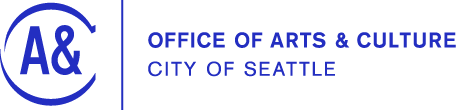 A&
OFFICE OF ARTS & CULTURE
CITY OF SEATTLE